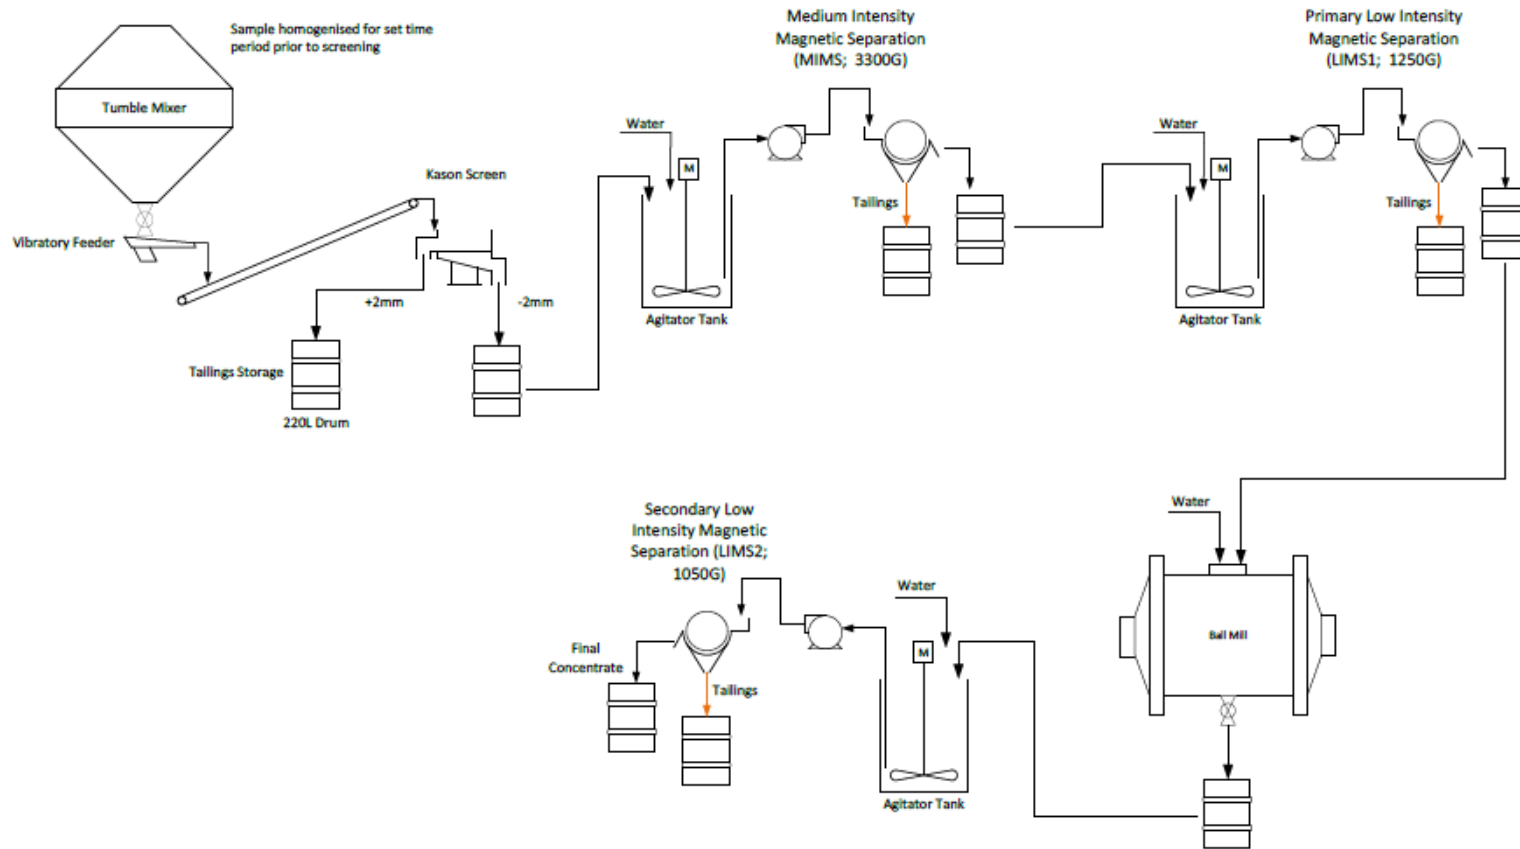 Sample homogenised for set time
period prior to screening
Tumble Mixer
Vibratory Feeder
Kason Screen
+2mm
-2mm
Tailings Storage
220L Drum
Medium Intensity
Magnetic Separation
(MIMS; 3300G)
Water
M
Tailings
Agitator Tank
Primary Low Intensity
Magnetic Separation
(LIMS1; 1250G)
Water
M
Tailings
Agitator Tank
Water
Ball Mill
Secondary Low
Intensity Magnetic
Separation (LIMS2;
1050G)
Water
M
Final
Concentrate
Tailings
Agitator Tank